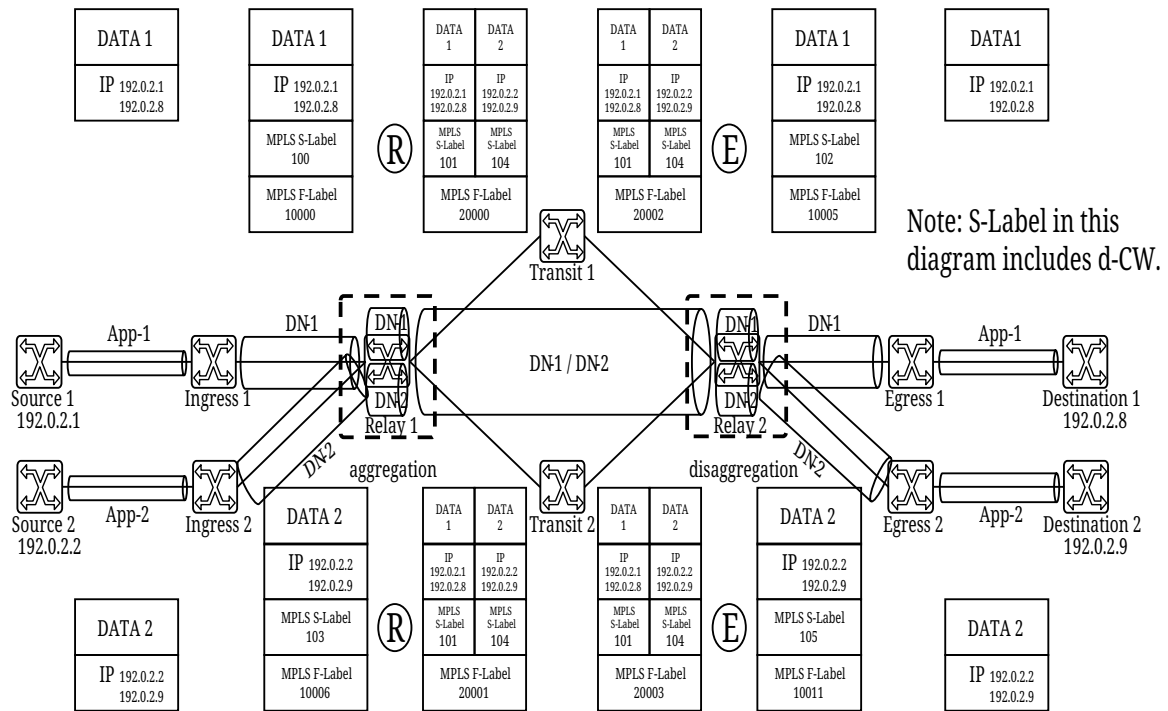 DATA 1
IP 192.0.2.1
192.0.2.8
DATA 1
IP 192.0.2.1
192.0.2.8
MPLS S-Label
100
MPLS F-Label
10000
R
DATA
1
DATA
2
IP
192.0.2.1
192.0.2.8
IP
192.0.2.2
192.0.2.9
MPLS
S-Label
101
MPLS
S-Label
104
MPLS F-Label
20000
DATA
1
DATA
2
IP
192.0.2.1
192.0.2.8
IP
192.0.2.2
192.0.2.9
MPLS
S-Label
101
MPLS
S-Label
104
MPLS F-Label
20002
E
DATA 1
IP 192.0.2.1
192.0.2.8
MPLS S-Label
102
MPLS F-Label
10005
DATA1
IP 192.0.2.1
192.0.2.8
Note: S-Label in this
diagram includes d-CW.
Transit 1
App-1
DN-1
DN-1
DN-1 / DN-2
DN-1
DN-1
App-1
Source 1
192.0.2.1
Ingress 1
DN-2
Relay 1
DN-2
Relay 2
Egress 1
Destination 1
192.0.2.8
DN-2
aggregation
disaggregation
DN-2
App-2
Source 2
192.0.2.2
Ingress 2
Transit 2
Egress 2
App-2
Destination 2
192.0.2.9
DATA 2
IP 192.0.2.2
192.0.2.9
DATA 2
IP 192.0.2.2
192.0.2.9
MPLS S-Label
103
MPLS F-Label
10006
R
DATA
1
DATA
2
IP
192.0.2.1
192.0.2.8
IP
192.0.2.2
192.0.2.9
MPLS
S-Label
101
MPLS
S-Label
104
MPLS F-Label
20001
DATA
1
DATA
2
IP
192.0.2.1
192.0.2.8
IP
192.0.2.2
192.0.2.9
MPLS
S-Label
101
MPLS
S-Label
104
MPLS F-Label
20003
E
DATA 2
IP 192.0.2.2
192.0.2.9
MPLS S-Label
105
MPLS F-Label
10011
DATA 2
IP 192.0.2.2
192.0.2.9